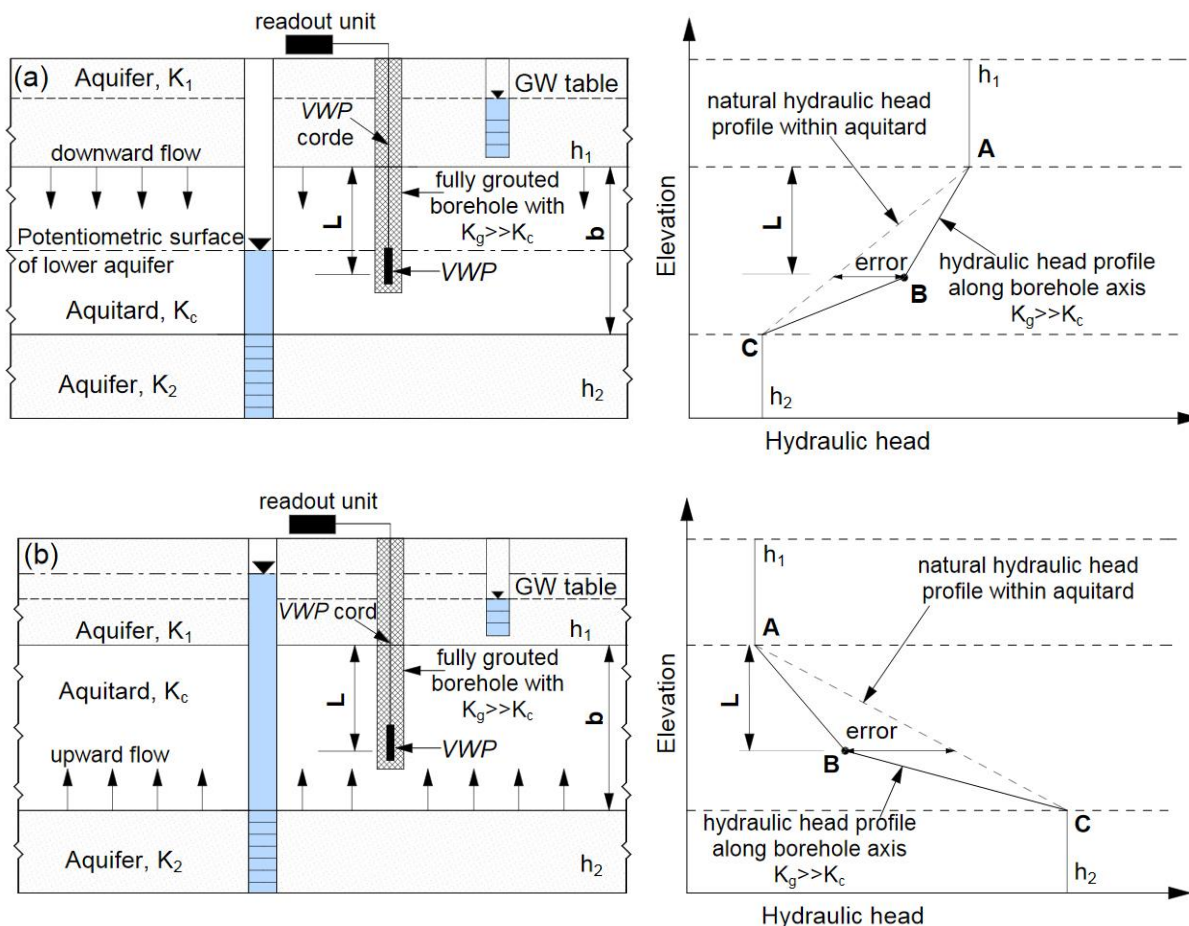 readout unit
(a)
Aquifer, K1
GW table
VWP
corde
downward flow
h1
fully grouted
borehole with
Kg>>Kc
L
b
Potentiometric surface
of lower aquifer
VWP
Aquitard, Kc
Aquifer, K2
h2
Elevation
h1
natural hydraulic head
profile within aquitard
A
L
error
B
hydraulic head profile
along borehole axis
Kg>>Kc
C
h2
Hydraulic head
readout unit
(b)
GW table
VWP cord
Aquifer, K1
h1
fully grouted
borehole with
Kg>>Kc
Aquitard, Kc
L
b
VWP
upward flow
Aquifer, K2
h2
Elevation
h1
natural hydraulic head
profile within aquitard
A
L
error
B
C
hydraulic head profile
along borehole axis
Kg>>Kc
h2
Hydraulic head